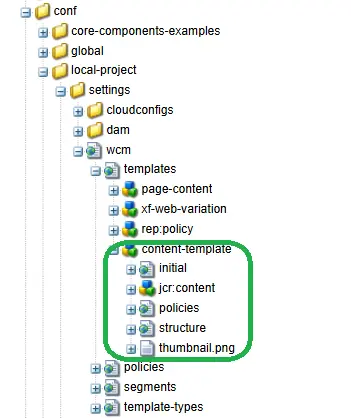 conf
core-components-examples
global
local-project
settings
cloudconfigs
dam
wcm
templates
page-content
xf-web-variation
rep:policy
content-template
initial
jcr:content
policies
structure
thumbnail.png
policies
segments
template-types